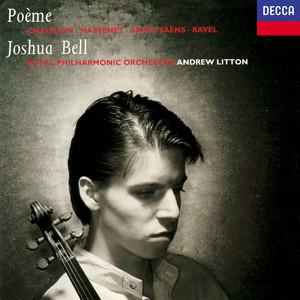 Poème
DECCA
CHAUSSON · MASSENET · SAINT-SAËNS · RAVEL
Joshua Bell
ROYAL PHILHARMONIC ORCHESTRA ANDREW LITTON